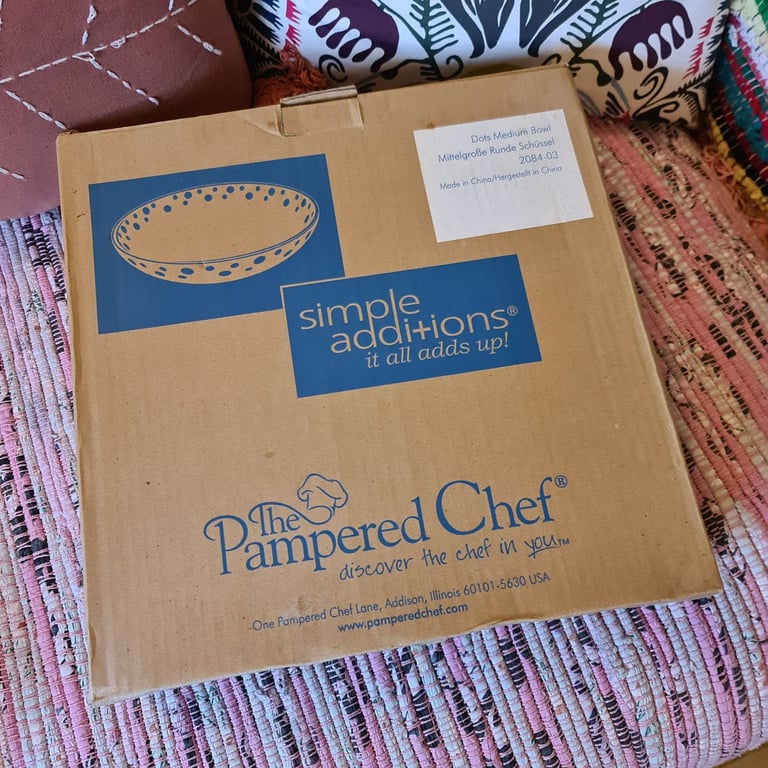 Dots Medium Bowl
Mittelgroße Runde Schüssel
2084-03
Made in China/Hergestellt in China
simple
additions®
it all adds up!
The
Pampered Chef®
discover the chef in you™
One Pampered Chef Lane, Addison, Illinois 60101-5630 USA
www.pamperedchef.com